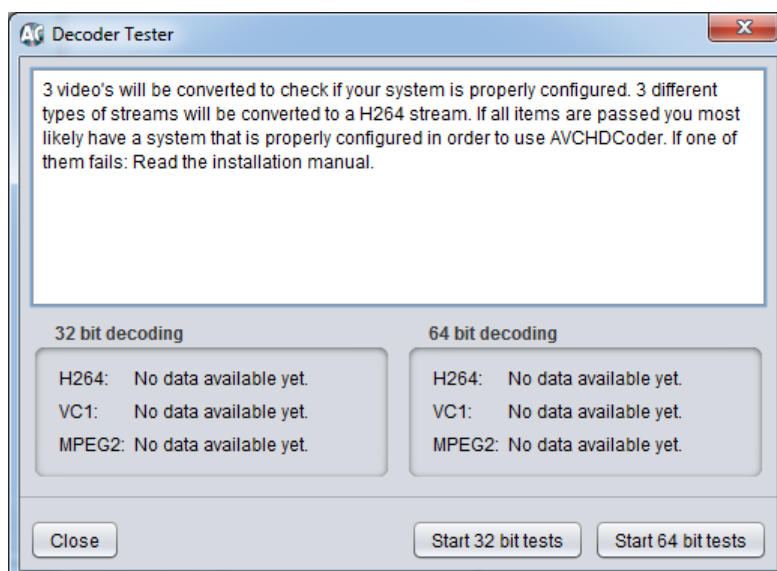 AC Decoder Tester
3 video's will be converted to check if your system is properly configured. 3 different
types of streams will be converted to a H264 stream. If all items are passed you most
likely have a system that is properly configured in order to use AVCHDCoder. If one of
them fails: Read the installation manual.
32 bit decoding
H264: No data available yet.
VC1: No data available yet.
MPEG2: No data available yet.
64 bit decoding
H264: No data available yet.
VC1: No data available yet.
MPEG2: No data available yet.
Close
Start 32 bit tests
Start 64 bit tests